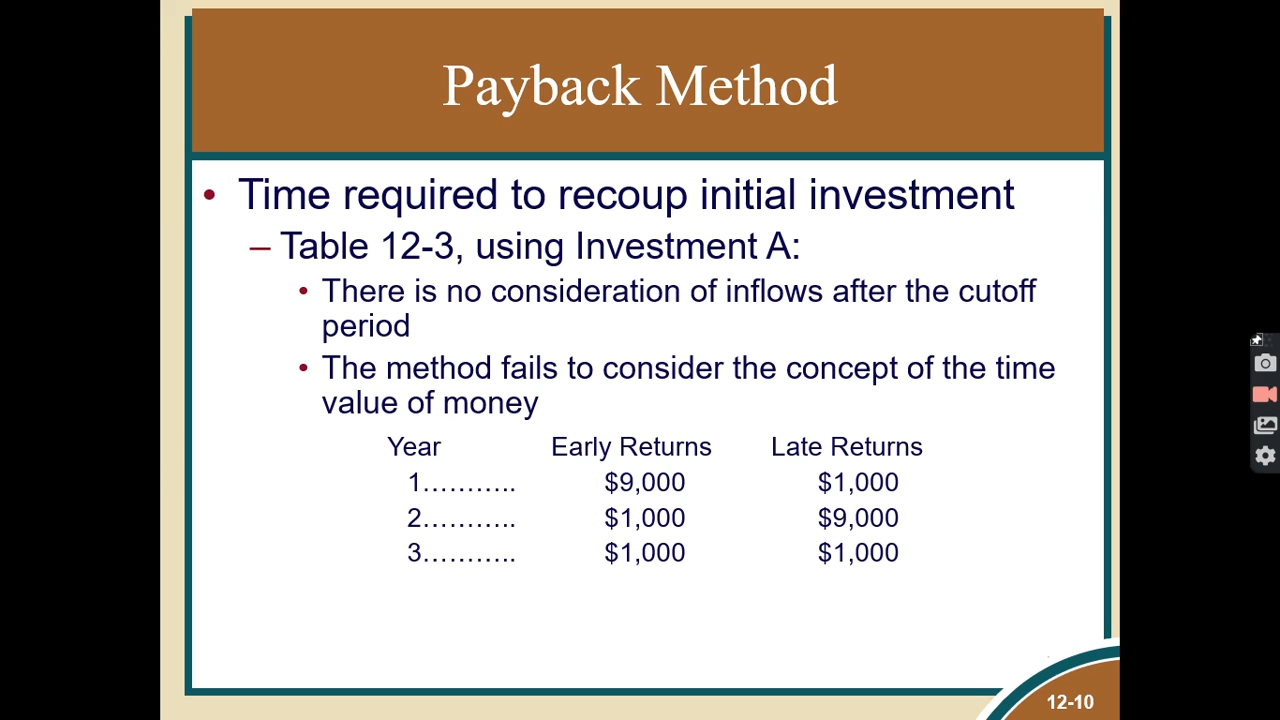 Payback Method
• Time required to recoup initial investment
– Table 12-3, using Investment A:
• There is no consideration of inflows after the cutoff
period
• The method fails to consider the concept of the time
value of money
Year Early Returns Late Returns
1……….. $9,000 $1,000
2……….. $1,000 $9,000
3……….. $1,000 $1,000
12-10